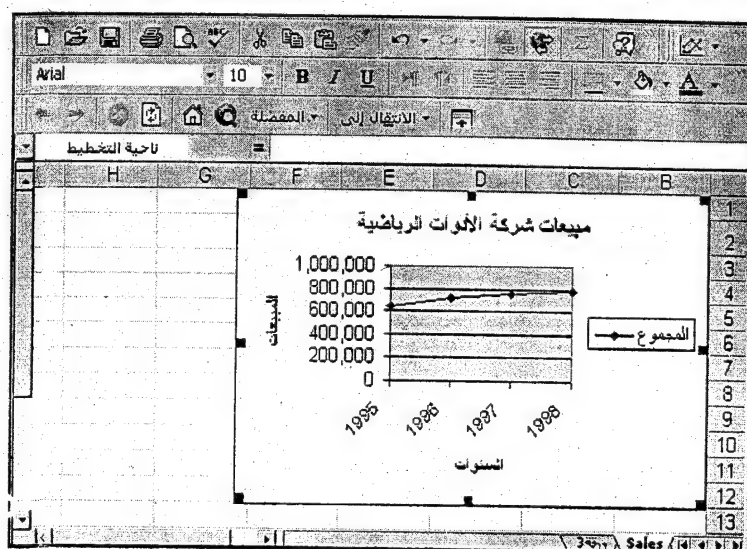 Arial 10 B I U A
المفضلة الانتقال إلى
ناحية التخطيط =
H G F E D C B
مبيعات شركة الأدوات الرياضية
1,000,000
800,000
600,000
400,000
200,000
0
المبيعات
1995 1996 1997 1998
السنوات
المجموع
1
2
3
4
5
6
7
8
9
10
11
12
13
Sales